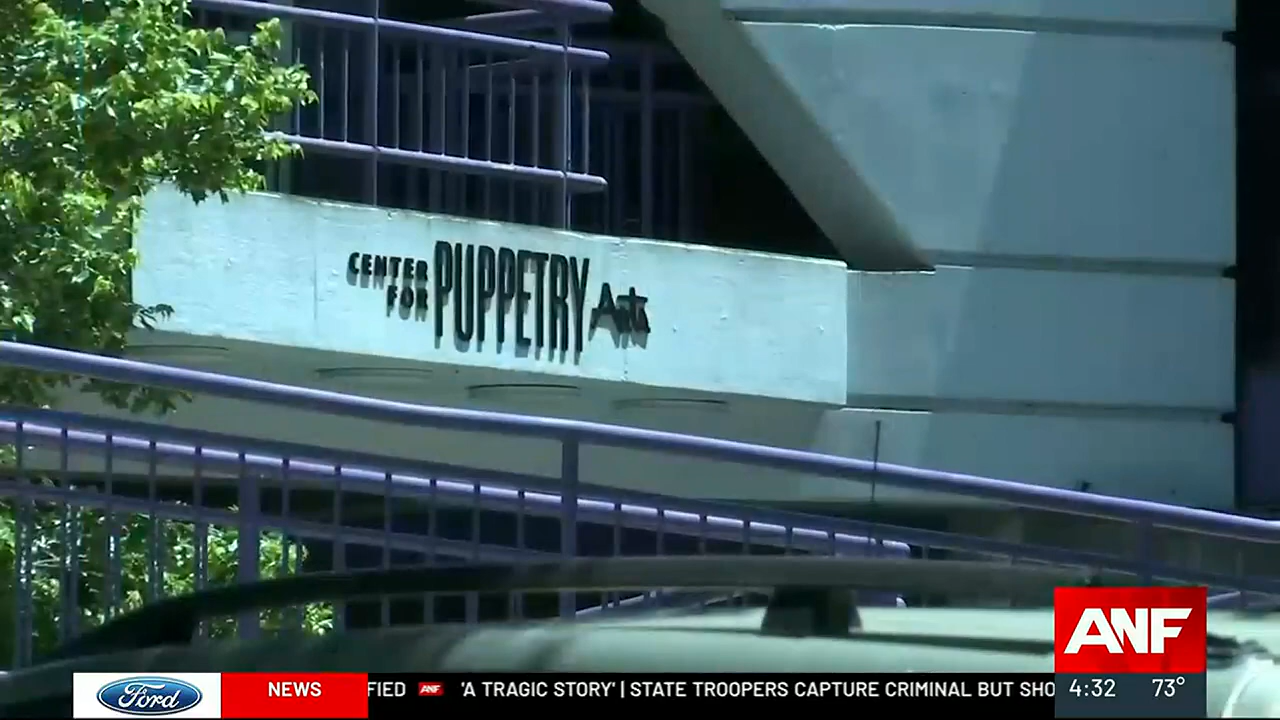 CENTER
FOR
PUPPETRY
Arts
ANF
4:32 73°
Ford
NEWS
FIED ANF 'A TRAGIC STORY' | STATE TROOPERS CAPTURE CRIMINAL BUT SHO